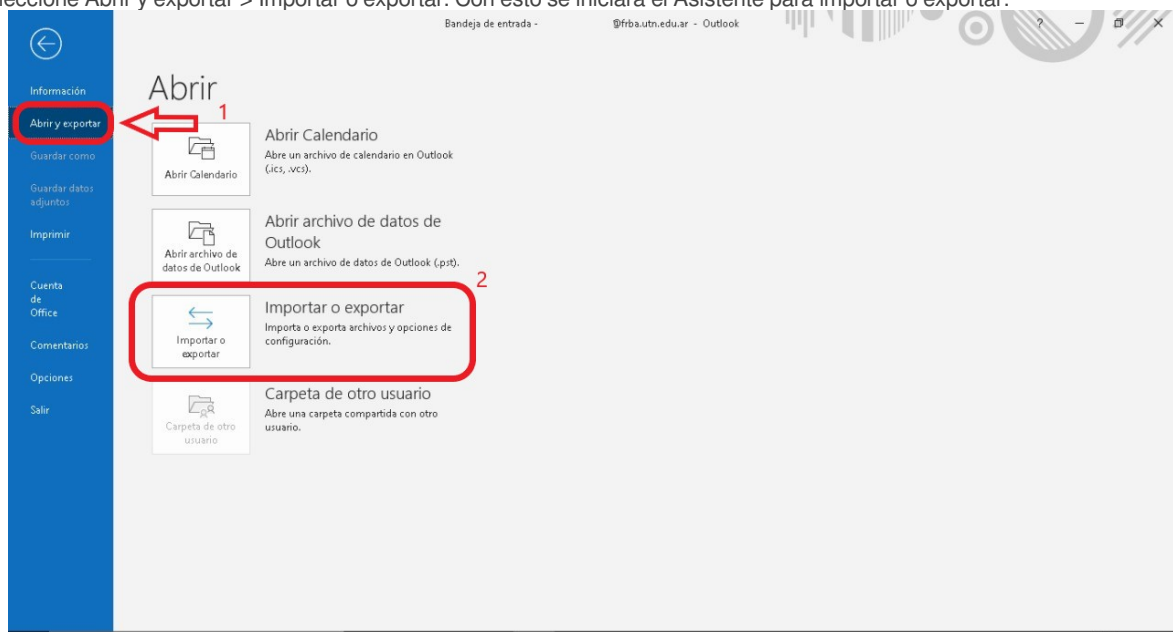 eccione Abrir y exportar > Importar o exportar. Con esto se iniciará el Asistente para importar o exportar.
Bandeja de entrada - @frba.utn.edu.ar - Outlook
?
Información
Abrir y exportar
Guardar como
Guardar datos
adjuntos
Imprimir
Cuenta
de
Office
Comentarios
Opciones
Salir
Abrir
1
Abrir Calendario
Abrir Calendario
Abre un archivo de calendario en Outlook
(.ics, .vcs).
Abrir archivo de
datos de Outlook
Abrir archivo de datos de
Outlook
Abre un archivo de datos de Outlook (.pst).
2
Importar o
exportar
Importar o exportar
Importa o exporta archivos y opciones de
configuración.
Carpeta de otro
usuario
Carpeta de otro usuario
Abre una carpeta compartida con otro
usuario.